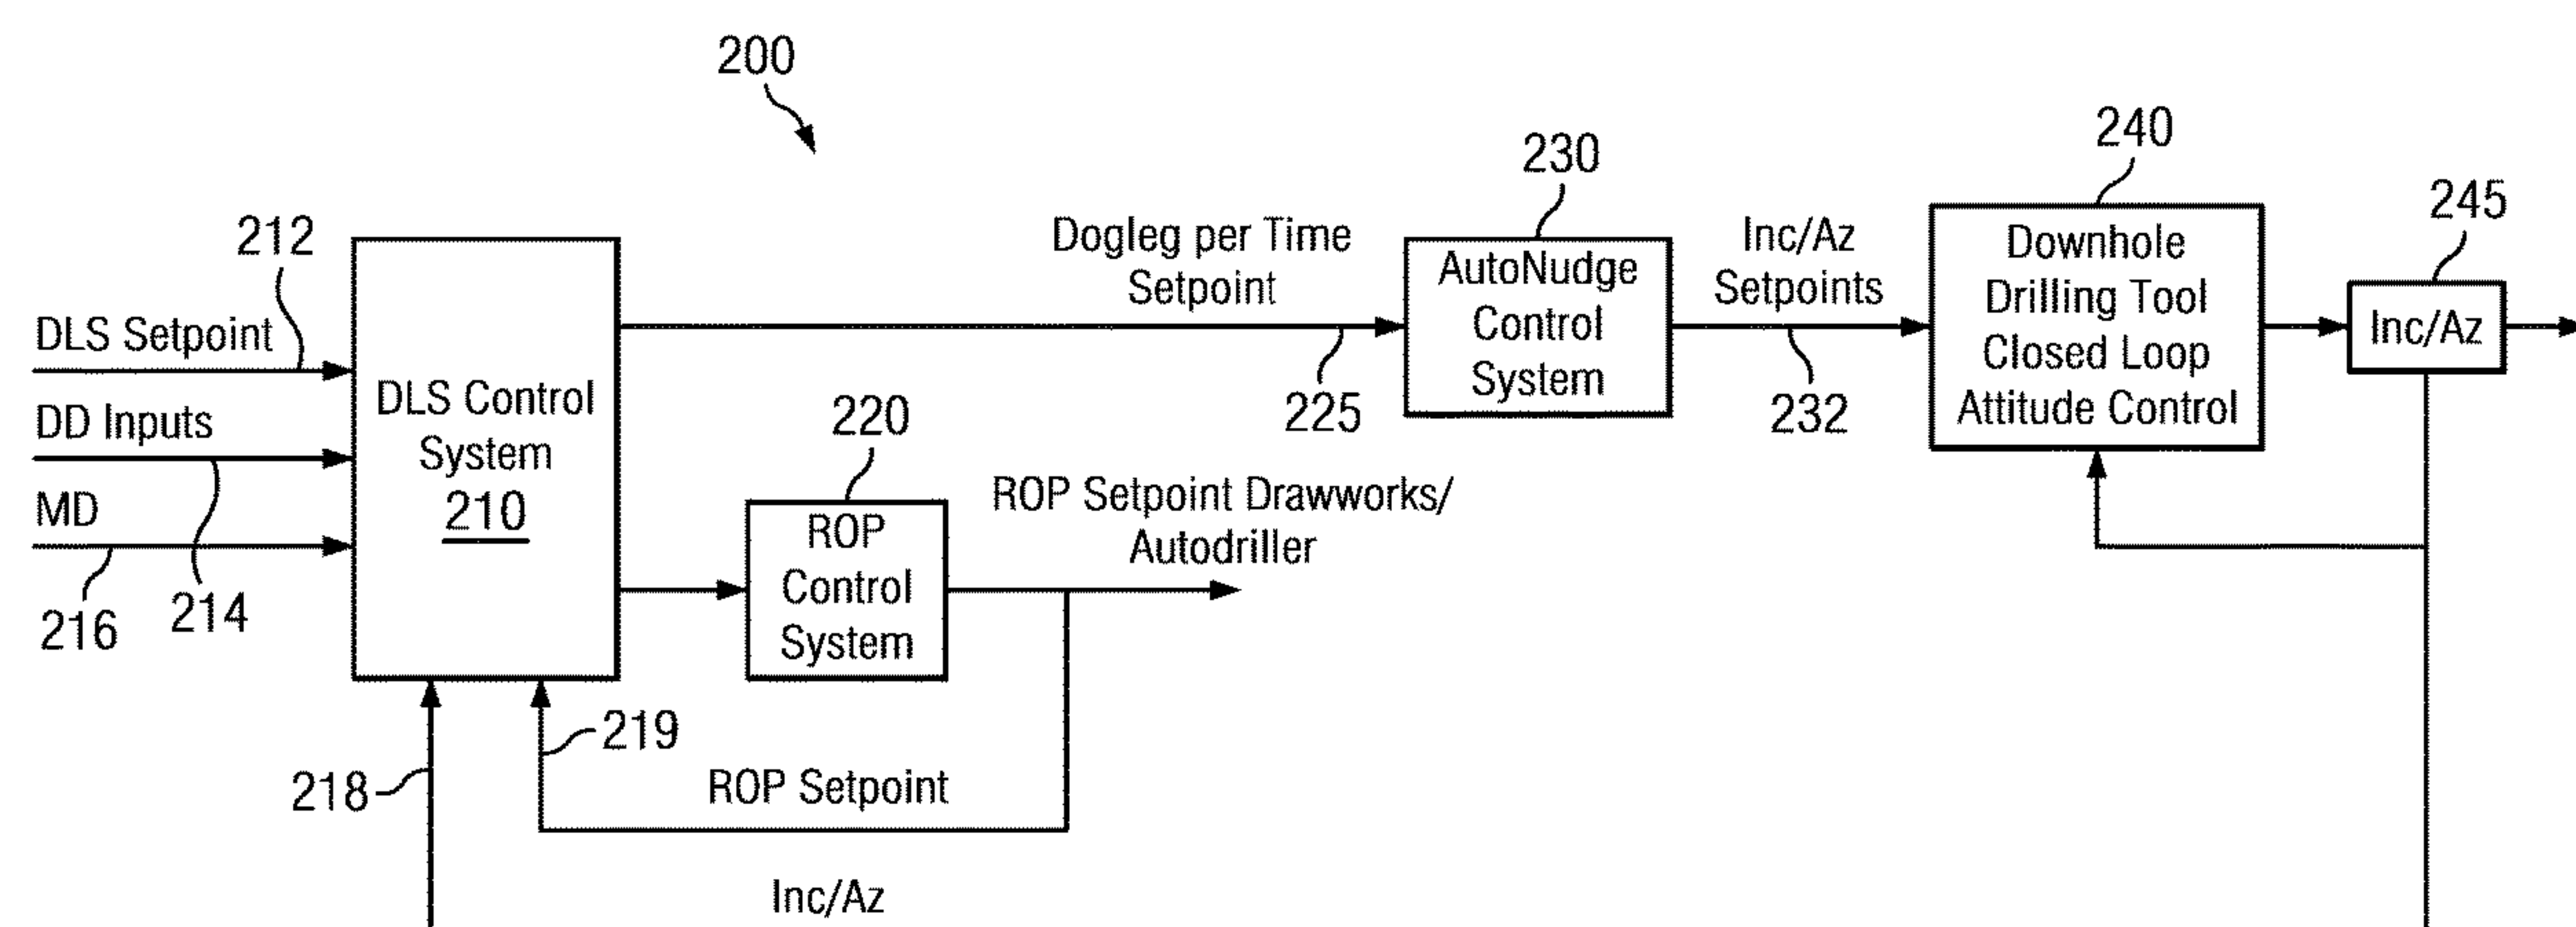 200
212
DLS Setpoint
DD Inputs
MD
216
214
DLS Control
System
210
218
219
ROP Setpoint
Inc/Az
220
ROP
Control
System
ROP Setpoint Drawworks/
Autodriller
Dogleg per Time
Setpoint
225
230
AutoNudge
Control
System
Inc/Az
Setpoints
232
240
Downhole
Drilling Tool
Closed Loop
Attitude Control
245
Inc/Az